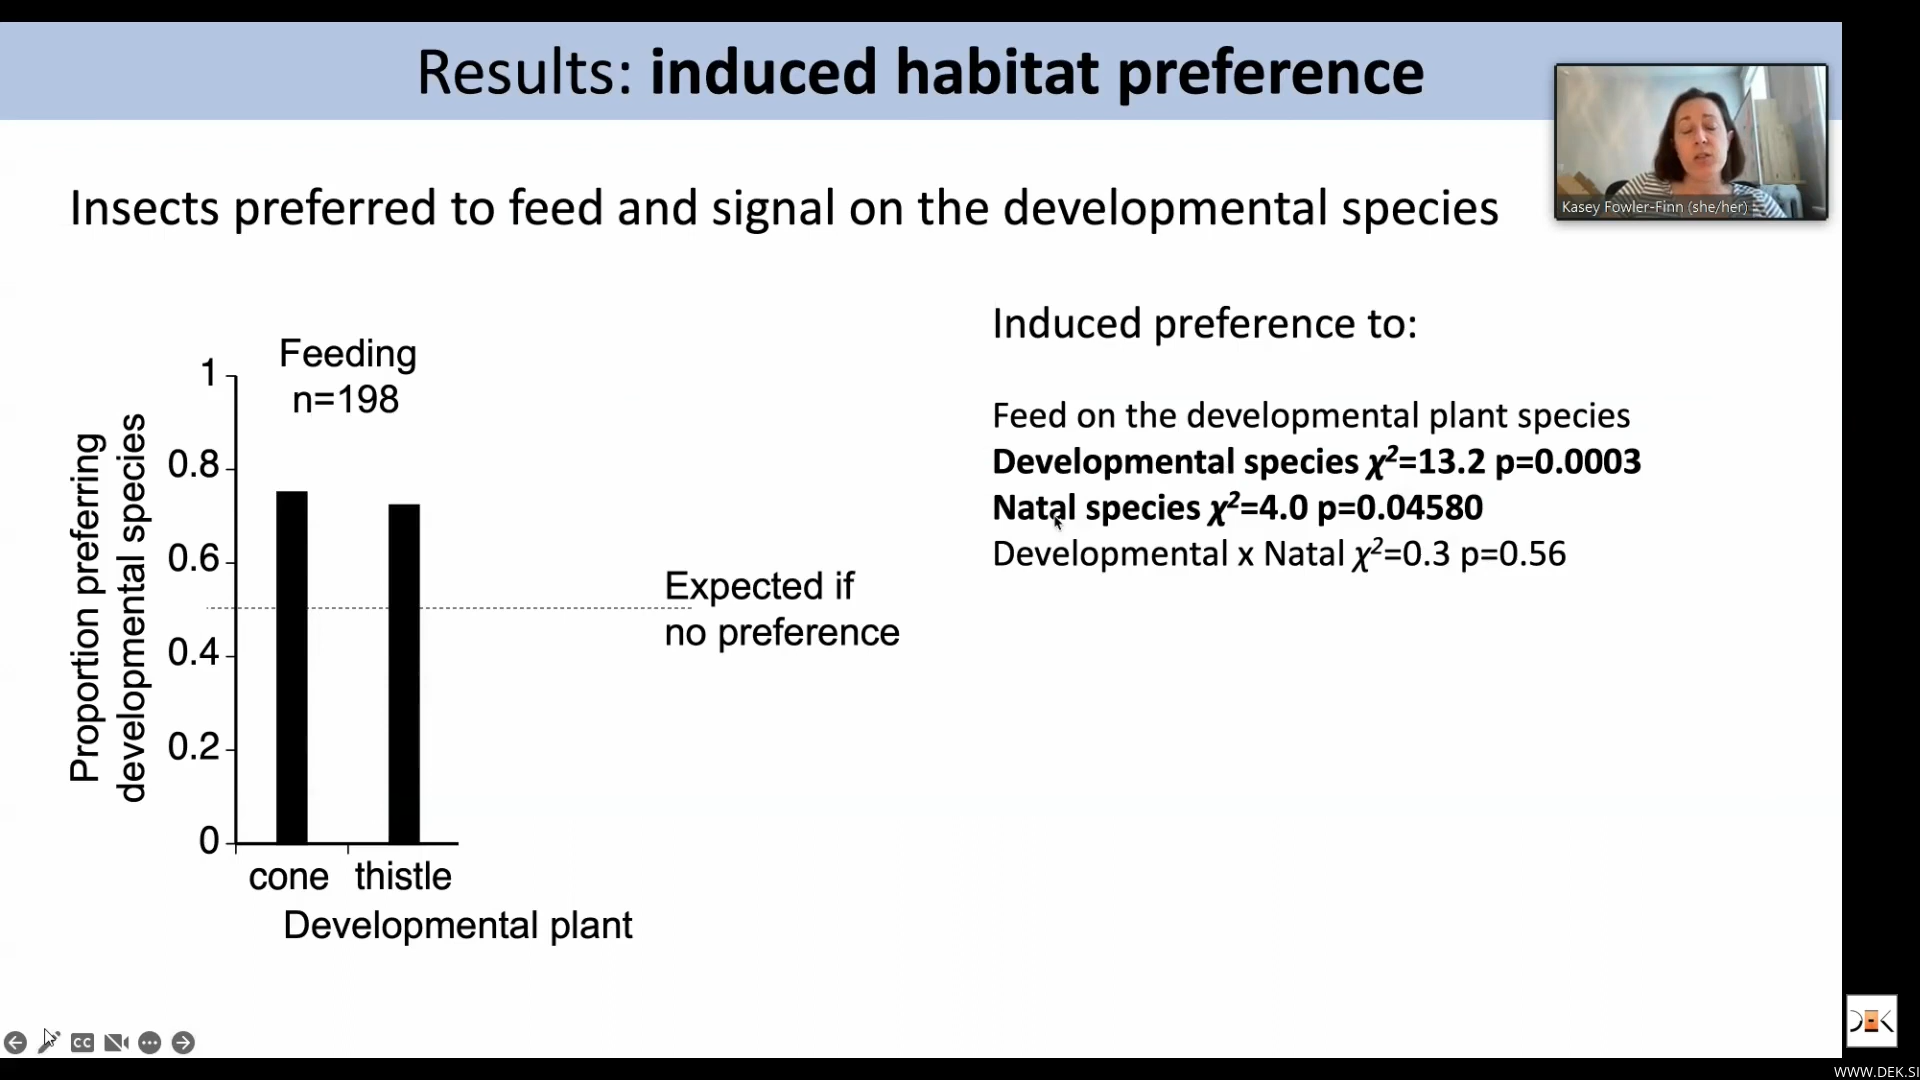 Results: induced habitat preference
Kasey Fowler-Finn (she/her)
Insects preferred to feed and signal on the developmental species
Feeding
n=198
Proportion preferring
developmental species
1
0.8
0.6
0.4
0.2
0
Expected if
no preference
cone thistle
Developmental plant
Induced preference to:
Feed on the developmental plant species
Developmental species χ²=13.2 p=0.0003
Natal species χ²=4.0 p=0.04580
Developmental x Natal χ²=0.3 p=0.56
CC
WWW.DEK.SI